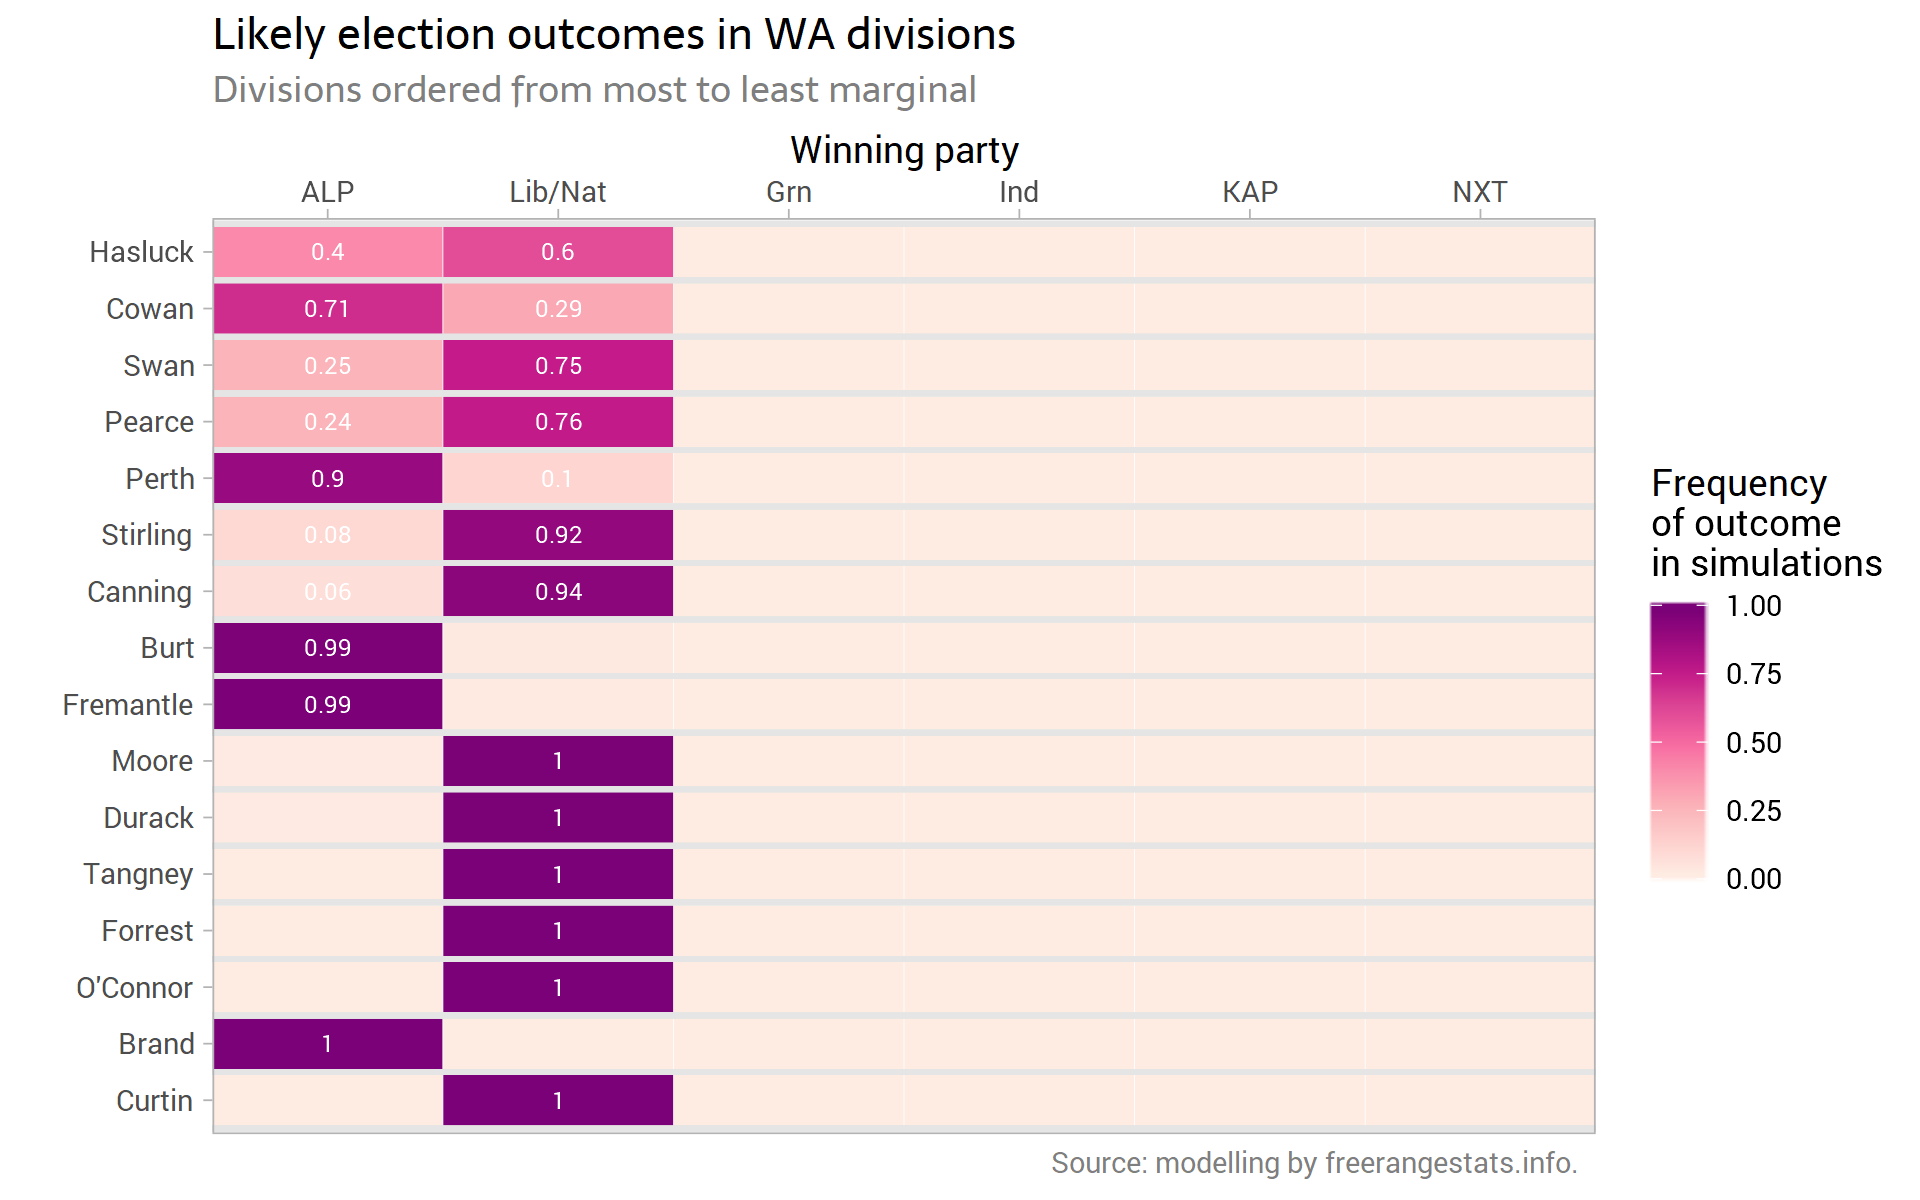 Likely election outcomes in WA divisions
Divisions ordered from most to least marginal
Winning party
ALP Lib/Nat Grn Ind KAP NXT
Hasluck 0.4 0.6
Cowan 0.71 0.29
Swan 0.25 0.75
Pearce 0.24 0.76
Perth 0.9 0.1
Stirling 0.08 0.92
Canning 0.06 0.94
Burt 0.99
Fremantle 0.99
Moore 1
Durack 1
Tangney 1
Forrest 1
O'Connor 1
Brand 1
Curtin 1
Frequency
of outcome
in simulations
1.00
0.75
0.50
0.25
0.00
Source: modelling by freerangestats.info.